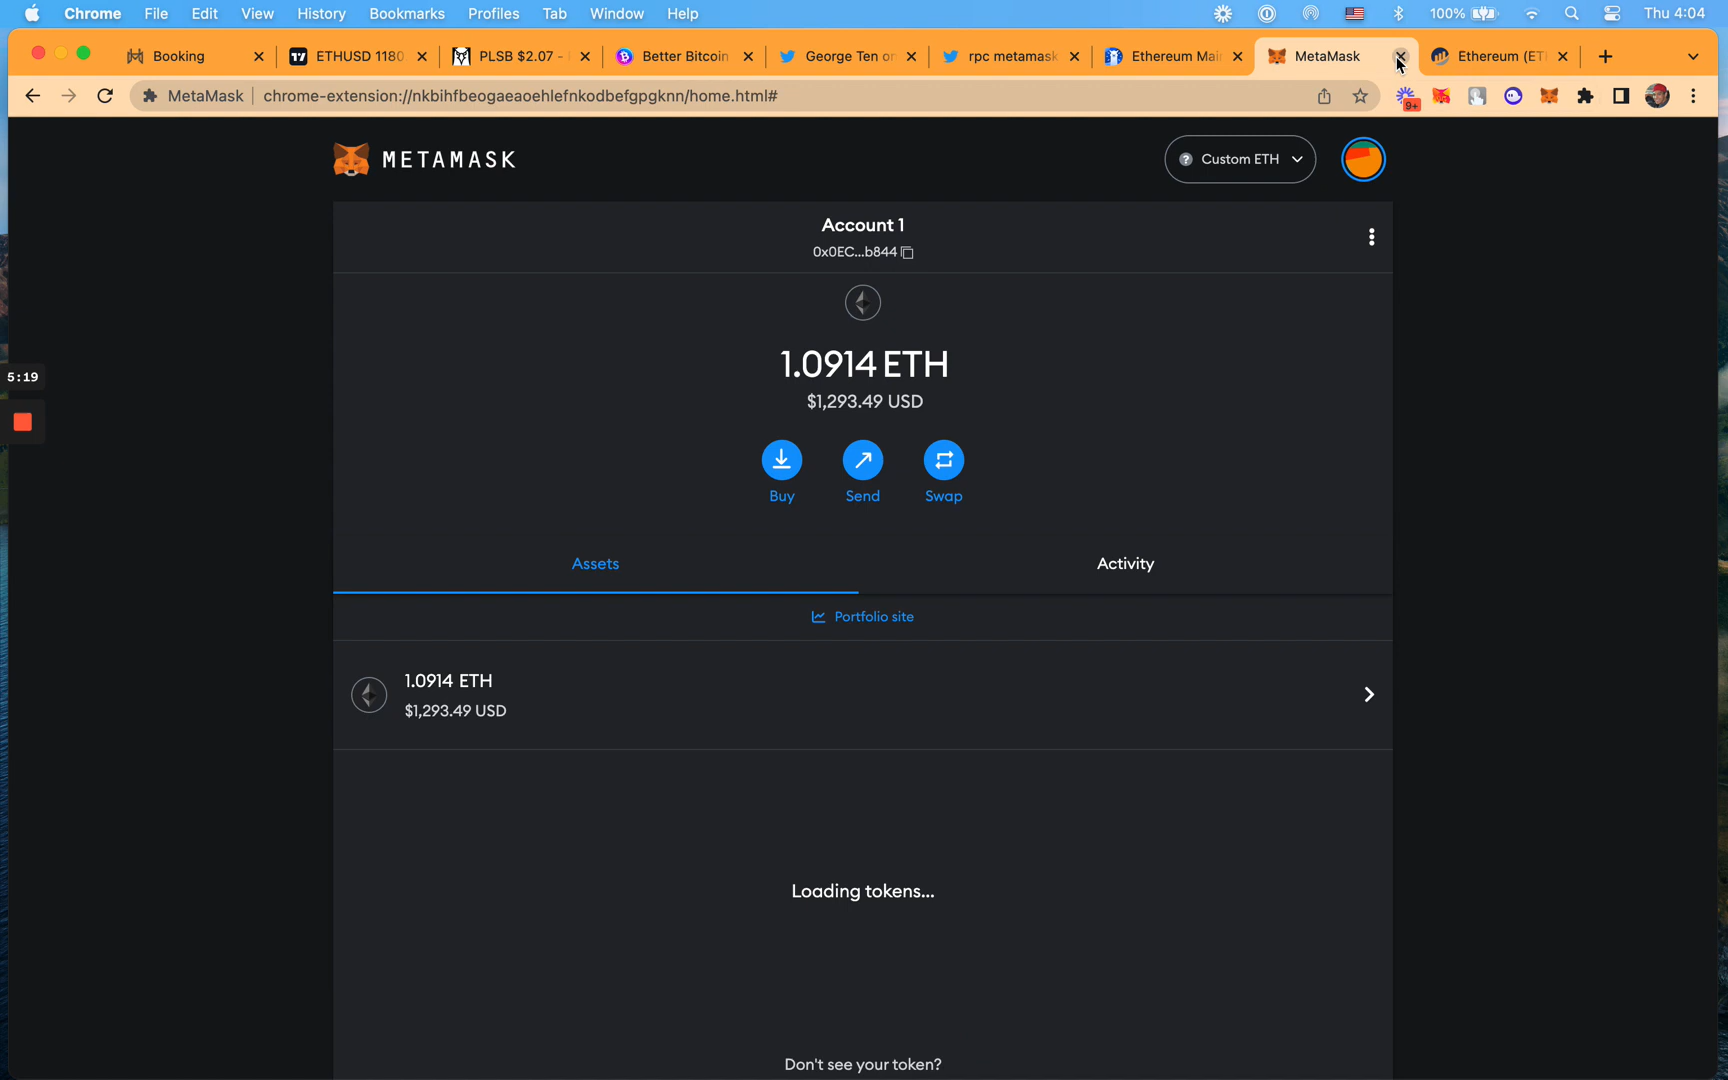 Chrome File Edit View History Bookmarks Profiles Tab Window Help 100% Thu 4:04
Booking ETHUSD 1180 PLSB $2.07 - Better Bitcoin George Ten on rpc metamask Ethereum Mai MetaMask Ethereum (ET
MetaMask chrome-extension://nkbihfbeogaeaoehlefnkodbefgpgknn/home.html# 9+
METAMASK
Custom ETH
Account 1
0x0EC...b844
1.0914 ETH
$1,293.49 USD
5:19
Buy Send Swap
Assets Activity
Portfolio site
1.0914 ETH
$1,293.49 USD
Loading tokens...
Don't see your token?